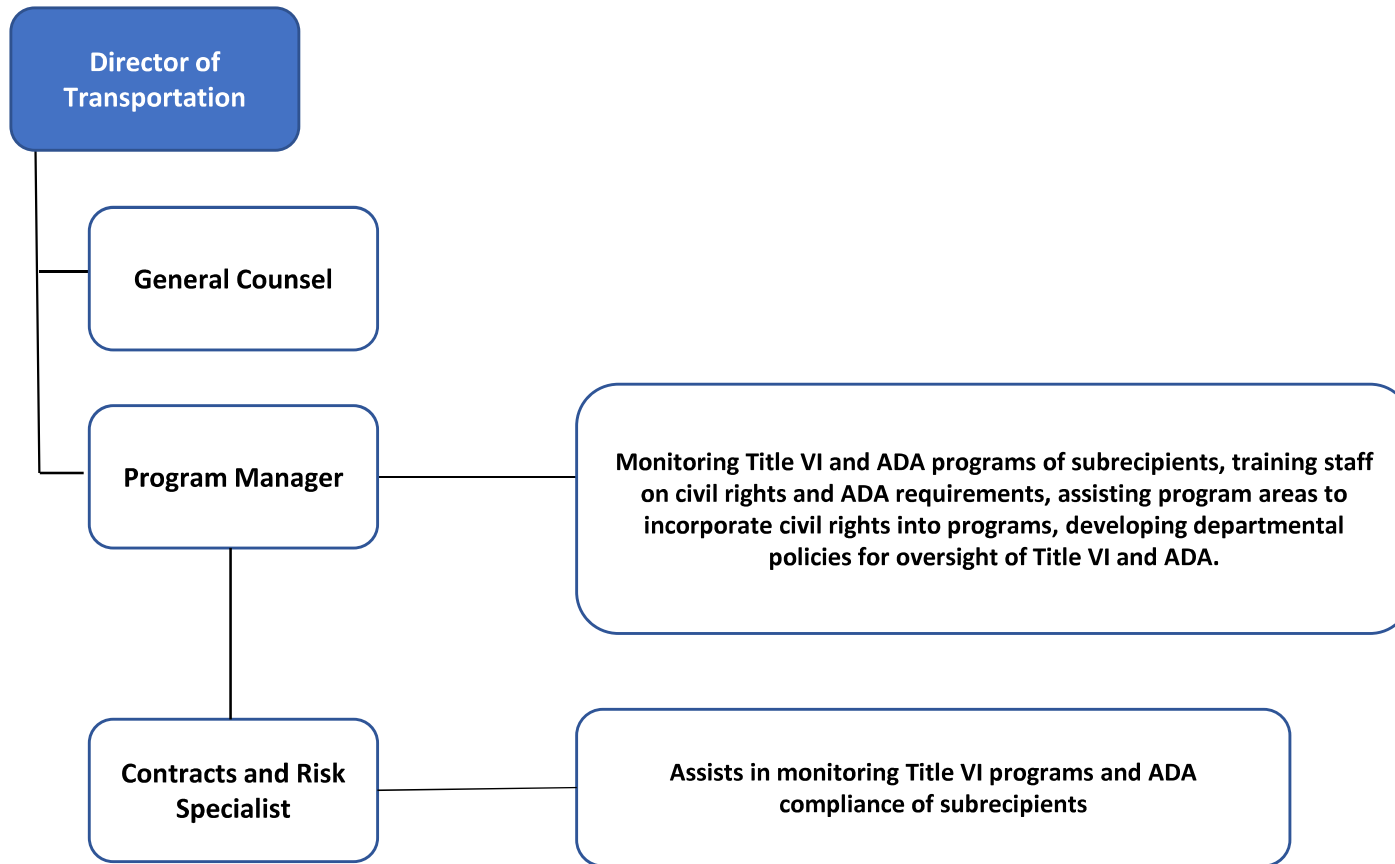 Director of
Transportation
General Counsel
Program Manager
Monitoring Title VI and ADA programs of subrecipients, training staff
on civil rights and ADA requirements, assisting program areas to
incorporate civil rights into programs, developing departmental
policies for oversight of Title VI and ADA.
Contracts and Risk
Specialist
Assists in monitoring Title VI programs and ADA
compliance of subrecipients